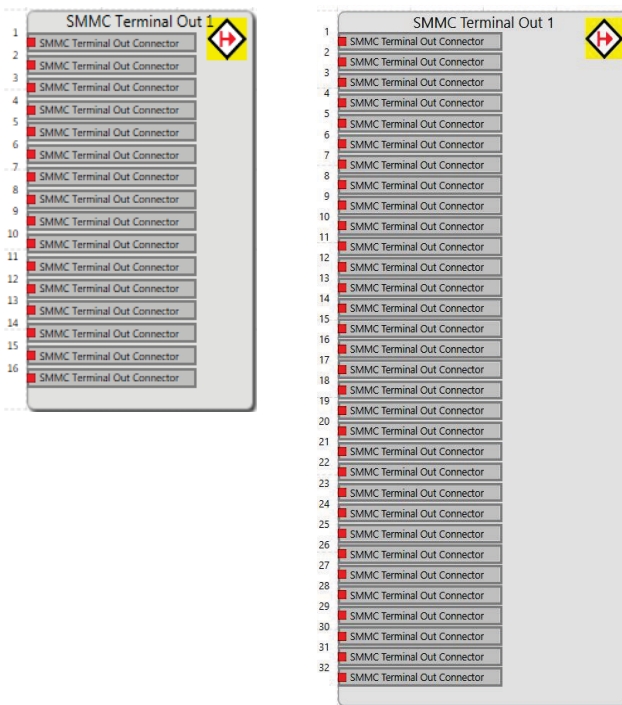 SMMC Terminal Out 1
1
SMMC Terminal Out Connector
2
SMMC Terminal Out Connector
3
SMMC Terminal Out Connector
4
SMMC Terminal Out Connector
5
SMMC Terminal Out Connector
6
SMMC Terminal Out Connector
7
SMMC Terminal Out Connector
8
SMMC Terminal Out Connector
9
SMMC Terminal Out Connector
10
SMMC Terminal Out Connector
11
SMMC Terminal Out Connector
12
SMMC Terminal Out Connector
13
SMMC Terminal Out Connector
14
SMMC Terminal Out Connector
15
SMMC Terminal Out Connector
16
SMMC Terminal Out Connector
SMMC Terminal Out 1
1
SMMC Terminal Out Connector
2
SMMC Terminal Out Connector
3
SMMC Terminal Out Connector
4
SMMC Terminal Out Connector
5
SMMC Terminal Out Connector
6
SMMC Terminal Out Connector
7
SMMC Terminal Out Connector
8
SMMC Terminal Out Connector
9
SMMC Terminal Out Connector
10
SMMC Terminal Out Connector
11
SMMC Terminal Out Connector
12
SMMC Terminal Out Connector
13
SMMC Terminal Out Connector
14
SMMC Terminal Out Connector
15
SMMC Terminal Out Connector
16
SMMC Terminal Out Connector
17
SMMC Terminal Out Connector
18
SMMC Terminal Out Connector
19
SMMC Terminal Out Connector
20
SMMC Terminal Out Connector
21
SMMC Terminal Out Connector
22
SMMC Terminal Out Connector
23
SMMC Terminal Out Connector
24
SMMC Terminal Out Connector
25
SMMC Terminal Out Connector
26
SMMC Terminal Out Connector
27
SMMC Terminal Out Connector
28
SMMC Terminal Out Connector
29
SMMC Terminal Out Connector
30
SMMC Terminal Out Connector
31
SMMC Terminal Out Connector
32
SMMC Terminal Out Connector